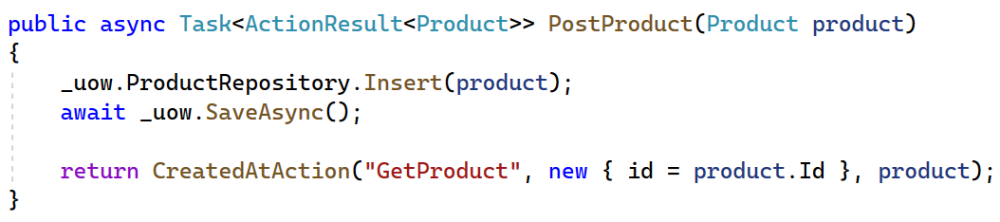 public async Task<ActionResult<Product>> PostProduct(Product product)
{
    _uow.ProductRepository.Insert(product);
    await _uow.SaveAsync();

    return CreatedAtAction("GetProduct", new { id = product.Id }, product);
}